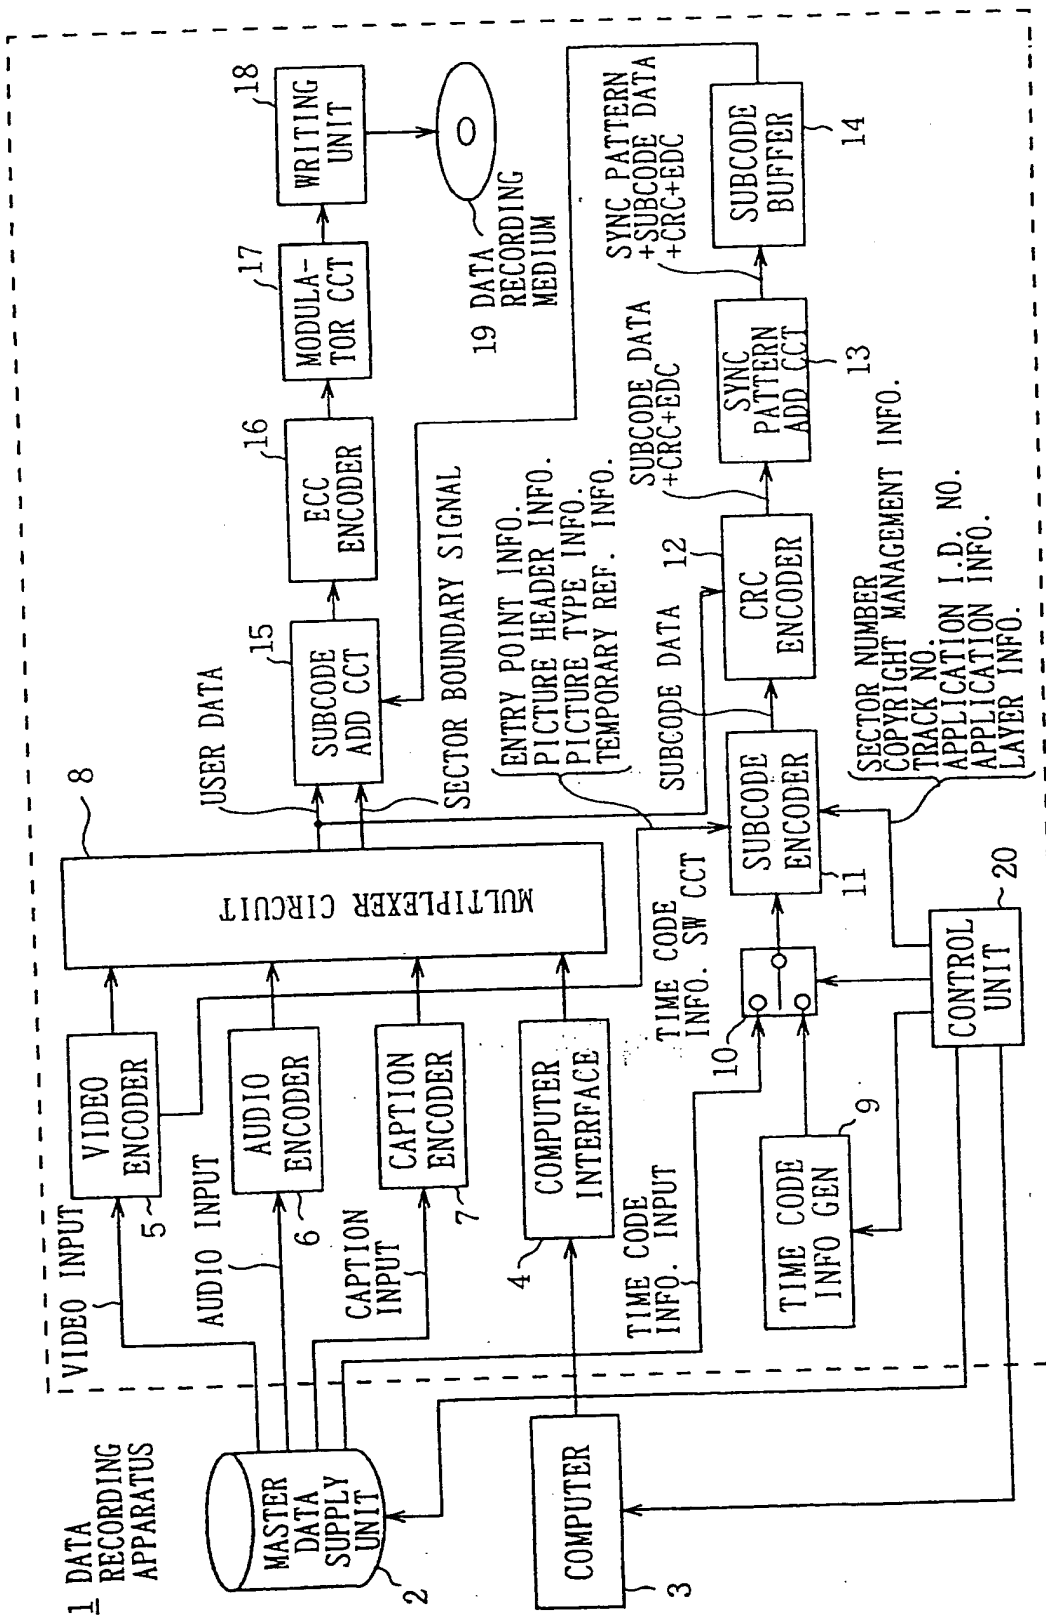 1 DATA
RECORDING
APPARATUS
MASTER
DATA
SUPPLY
UNIT
2
COMPUTER
3
VIDEO INPUT
AUDIO INPUT
CAPTION
INPUT
TIME CODE
INFO. INPUT
VIDEO
ENCODER
5
AUDIO
ENCODER
6
CAPTION
ENCODER
7
COMPUTER
INTERFACE
4
TIME CODE
INFO GEN
9
TIME CODE
INFO. SW CCT
10
CONTROL
UNIT
20
MULTIPLEXER CIRCUIT
8
USER DATA
SECTOR BOUNDARY SIGNAL
SUBCODE
ADD CCT
15
ECC
ENCODER
16
MODULA-
TOR CCT
17
WRITING
UNIT
18
19 DATA
RECORDING
MEDIUM
ENTRY POINT INFO.
PICTURE HEADER INFO.
PICTURE TYPE INFO.
TEMPORARY REF. INFO.
SUBCODE
ENCODER
11
SUBCODE DATA
CRC
ENCODER
12
SUBCODE DATA
+CRC+EDC
SYNC
PATTERN
ADD CCT
13
SYNC PATTERN
+SUBCODE DATA
+CRC+EDC
SUBCODE
BUFFER
14
SECTOR NUMBER
COPYRIGHT MANAGEMENT INFO.
TRACK NO.
APPLICATION I.D. NO.
APPLICATION INFO.
LAYER INFO.